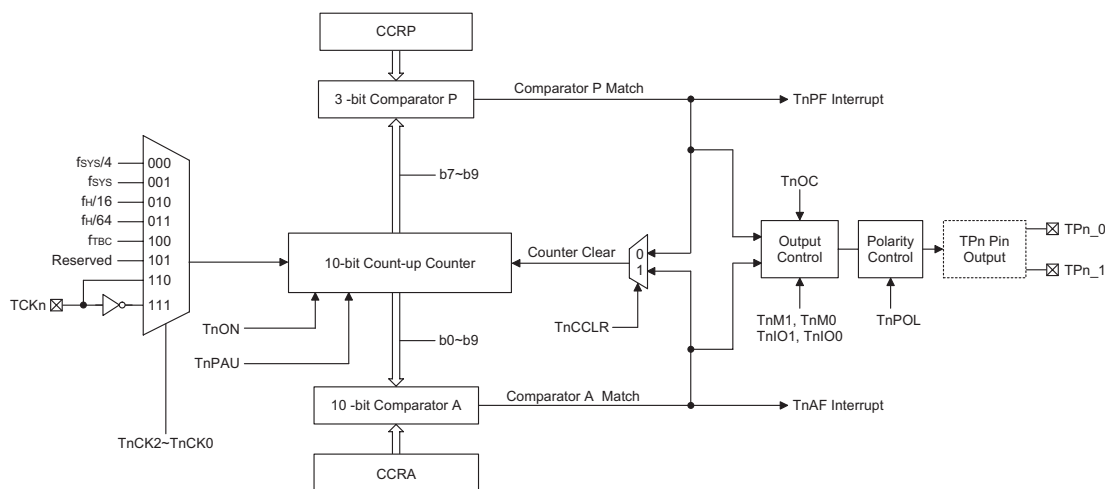 CCRP
3 -bit Comparator P
Comparator P Match
TnPF Interrupt
b7~b9
fSYS/4 000
fSYS 001
fH/16 010
fH/64 011
fTBC 100
Reserved 101
110
111
TCKn
TnCK2~TnCK0
10-bit Count-up Counter
TnON
TnPAU
Counter Clear
0
1
TnCCLR
TnOC
Output
Control
TnM1, TnM0
TnIO1, TnIO0
Polarity
Control
TnPOL
TPn Pin
Output
TPn_0
TPn_1
b0~b9
10 -bit Comparator A
Comparator A Match
TnAF Interrupt
CCRA